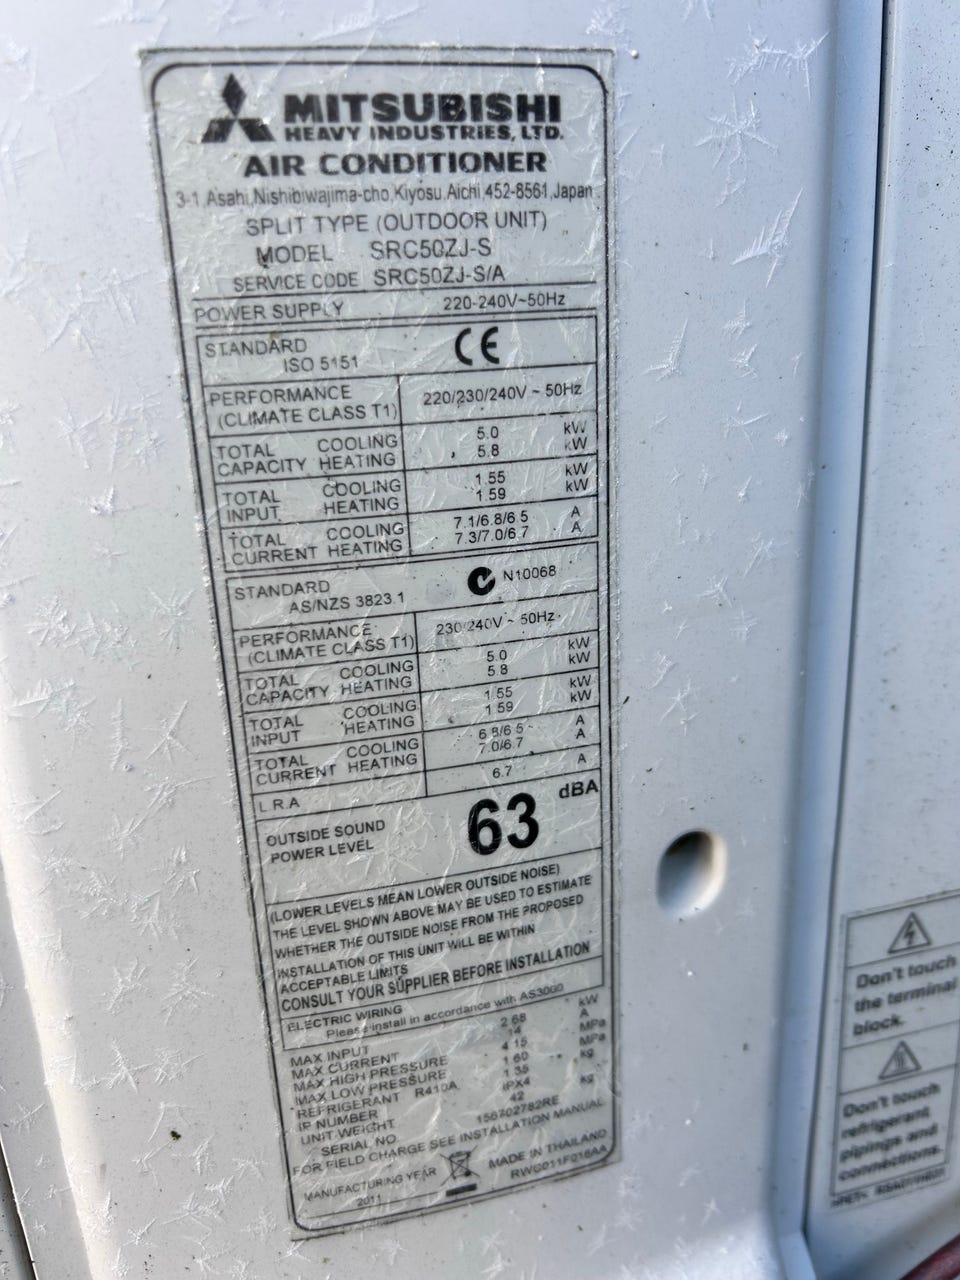 MITSUBISHI
HEAVY INDUSTRIES, LTD.
AIR CONDITIONER
3-1, Asahi, Nishibiwajima-cho, Kiyosu, Aichi, 452-8561, Japan
SPLIT TYPE (OUTDOOR UNIT)
MODEL SRC50ZJ-S
SERVICE CODE SRC50ZJ-S/A
POWER SUPPLY 220-240V~50Hz
STANDARD
ISO 5151 CE
PERFORMANCE
(CLIMATE CLASS T1) 220/230/240V ~ 50Hz
TOTAL COOLING 5.0 kW
CAPACITY HEATING 5.8 kW
TOTAL COOLING 1.55 kW
INPUT HEATING 1.59 kW
TOTAL COOLING 7.1/6.8/6.5 A
CURRENT HEATING 7.3/7.0/6.7 A
STANDARD
AS/NZS 3823.1 N10068
PERFORMANCE
(CLIMATE CLASS T1) 230/240V ~ 50Hz
TOTAL COOLING 5.0 kW
CAPACITY HEATING 5.8 kW
TOTAL COOLING 1.55 kW
INPUT HEATING 1.59 kW
TOTAL COOLING 6.8/6.5 A
CURRENT HEATING 7.0/6.7 A
L.R.A 6.7 A
OUTSIDE SOUND
POWER LEVEL 63 dBA
(LOWER LEVELS MEAN LOWER OUTSIDE NOISE)
THE LEVEL SHOWN ABOVE MAY BE USED TO ESTIMATE
WHETHER THE OUTSIDE NOISE FROM THE PROPOSED
INSTALLATION OF THIS UNIT WILL BE WITHIN
ACCEPTABLE LIMITS
CONSULT YOUR SUPPLIER BEFORE INSTALLATION
ELECTRIC WIRING
Please install in accordance with AS3000
MAX INPUT 2.68 kW
MAX CURRENT 14 A
MAX HIGH PRESSURE 4.15 MPa
MAX LOW PRESSURE 1.60 MPa
REFRIGERANT R410A 1.35 kg
IP NUMBER IPX4
UNIT WEIGHT 42 kg
SERIAL NO 156702782RE
FOR FIELD CHARGE SEE INSTALLATION MANUAL
MANUFACTURING YEAR MADE IN THAILAND
2011 RWC011F016AA
Don't touch
the terminal
block.
Don't touch
refrigerant
pipings and
connections.